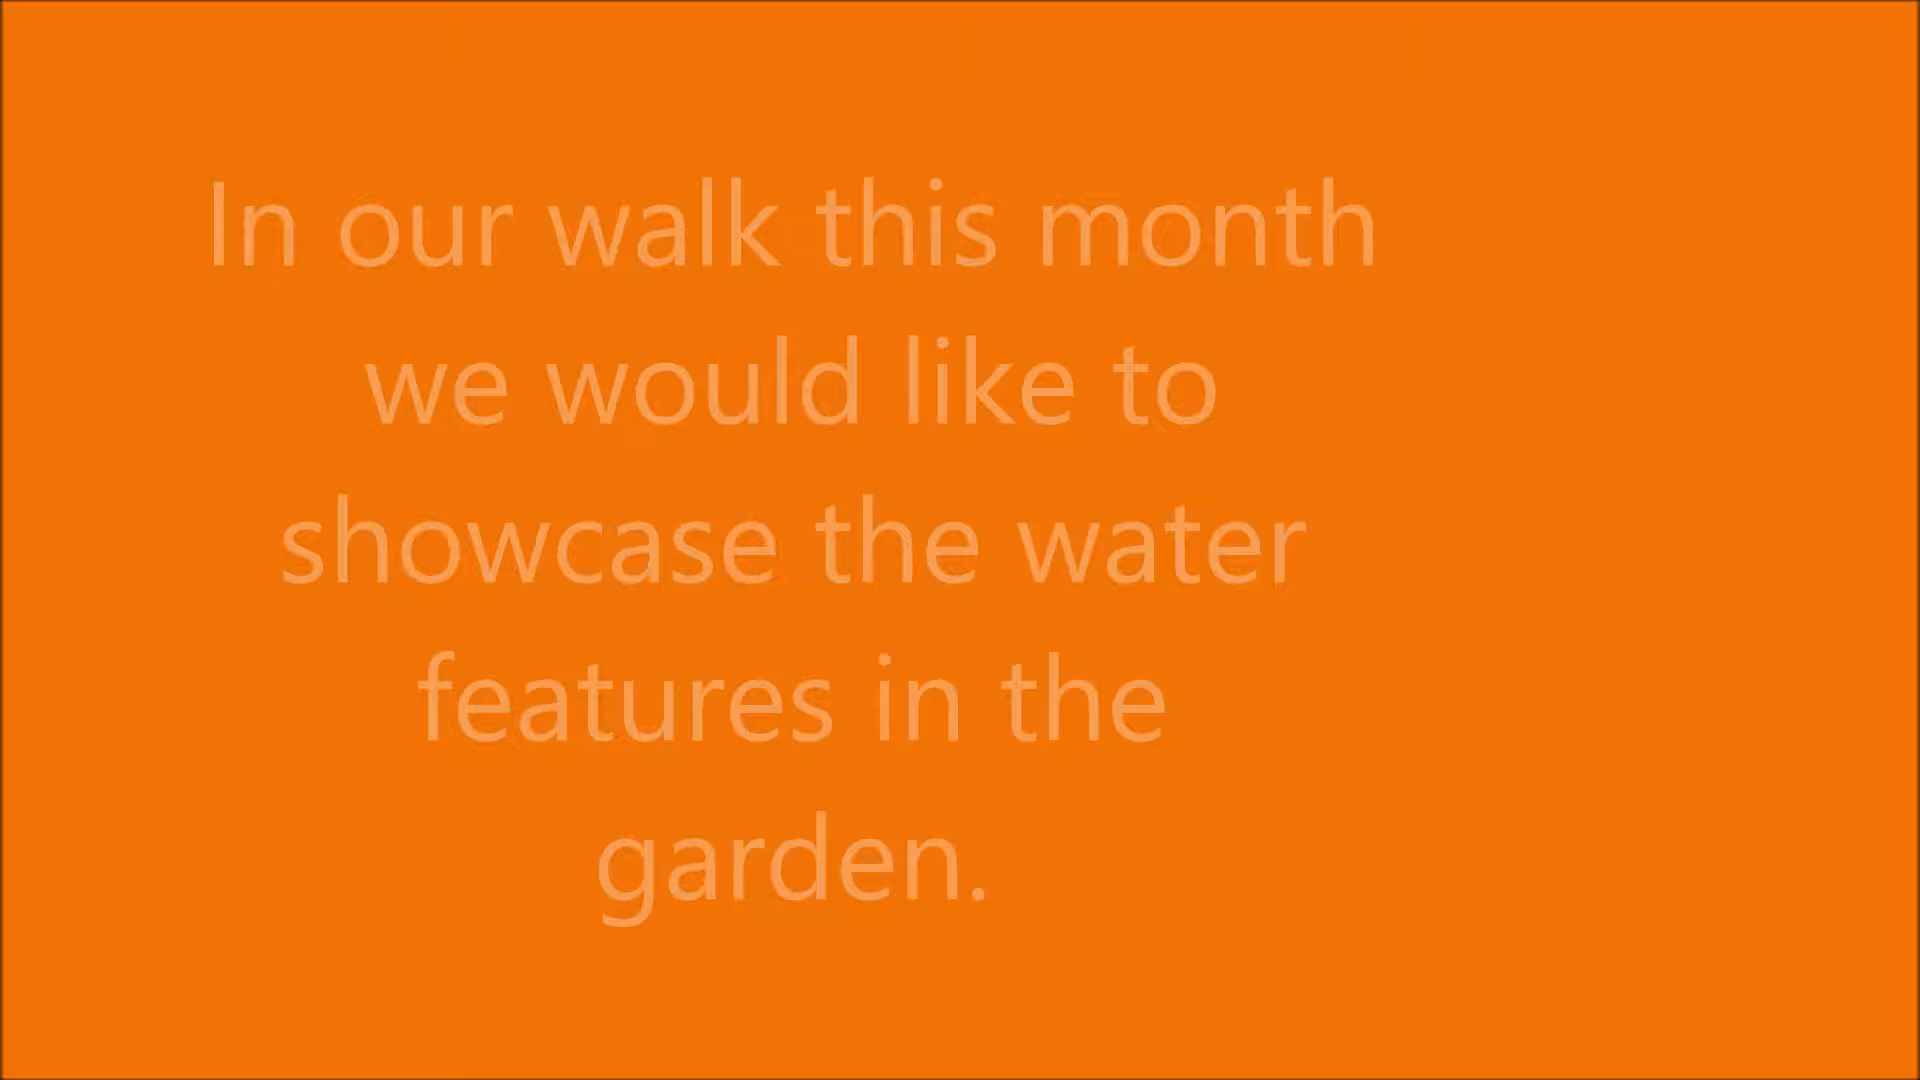 In our walk this month
we would like to
showcase the water
features in the
garden.